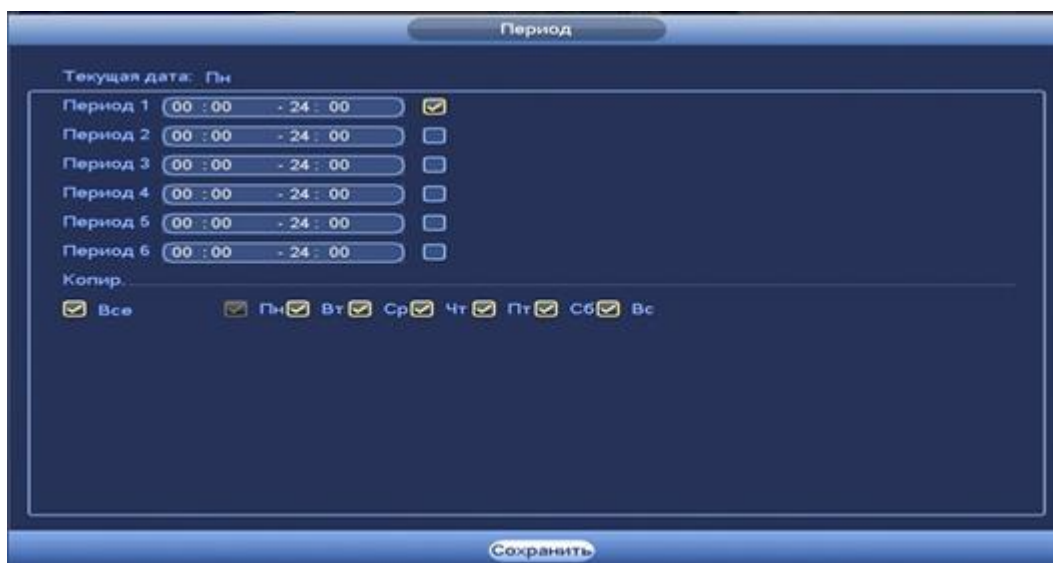 Период
Текущая дата: Пн
Период 1 00 : 00 - 24 : 00
Период 2 00 : 00 - 24 : 00
Период 3 00 : 00 - 24 : 00
Период 4 00 : 00 - 24 : 00
Период 5 00 : 00 - 24 : 00
Период 6 00 : 00 - 24 : 00
Копир.
Все Пн Вт Ср Чт Пт Сб Вс
Сохранить